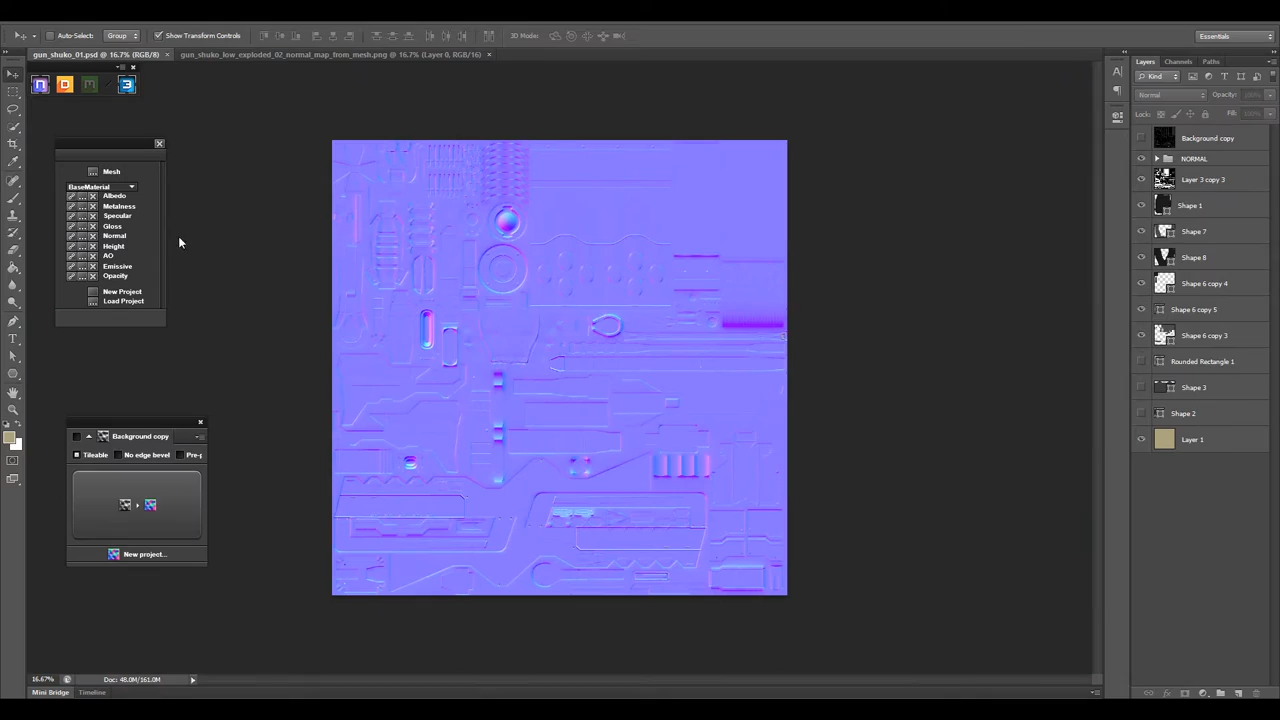 Auto-Select: Group Show Transform Controls 3D Mode: Essentials
gun_shuko_01.psd @ 16.7% (RGB/8) × gun_shuko_low_exploded_02_normal_map_from_mesh.png @ 16.7% (Layer 0, RGB/16) ×
Mesh
BaseMaterial
Albedo
Metalness
Specular
Gloss
Normal
Height
AO
Emissive
Opacity
New Project
Load Project
Background copy
Tileable No edge bevel Pre-
New project...
Layers Channels Paths
Kind
Normal Opacity: 100%
Lock: Fill: 100%
Background copy
NORMAL
Layer 3 copy 3
Shape 1
Shape 7
Shape 8
Shape 6 copy 4
Shape 6 copy 5
Shape 6 copy 3
Rounded Rectangle 1
Shape 3
Shape 2
Layer 1
16.67% Doc: 48.0M/161.0M
Mini Bridge Timeline